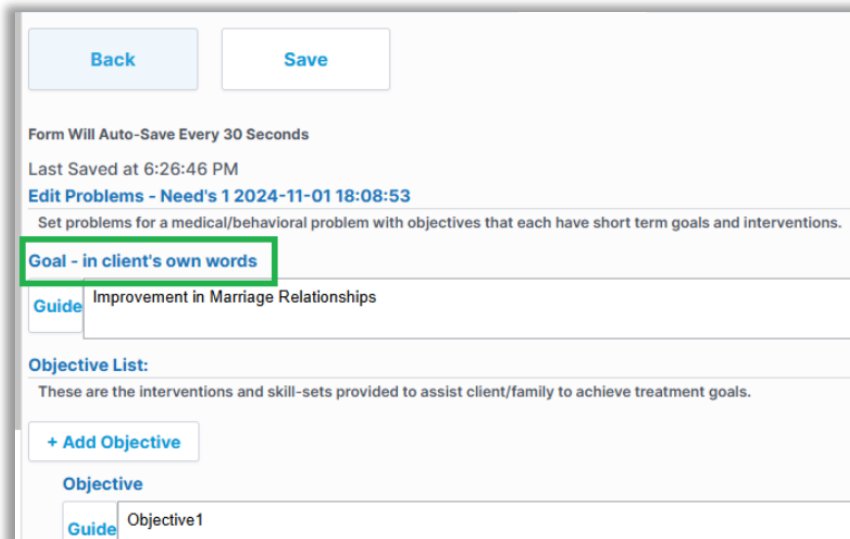 Back Save
Form Will Auto-Save Every 30 Seconds
Last Saved at 6:26:46 PM
Edit Problems - Need's 1 2024-11-01 18:08:53
Set problems for a medical/behavioral problem with objectives that each have short term goals and interventions.
Goal - in client's own words
Guide Improvement in Marriage Relationships
Objective List:
These are the interventions and skill-sets provided to assist client/family to achieve treatment goals.
+ Add Objective
Objective
Guide Objective1